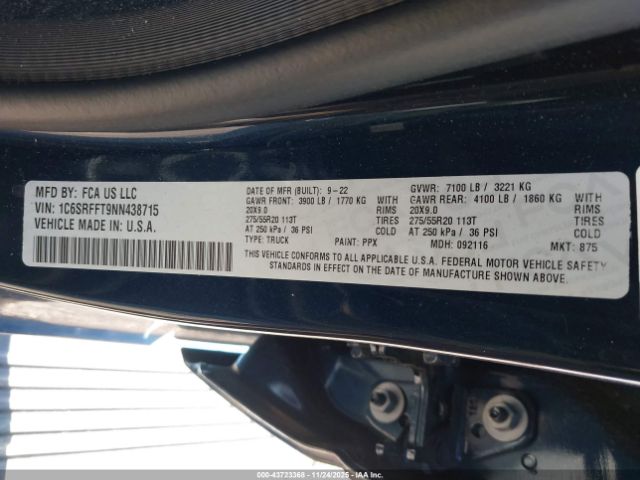 MFD BY: FCA US LLC
VIN: 1C6SRFFT9NN438715
VEHICLE MADE IN: U.S.A.
DATE OF MFR (BUILT): 9-22
GVWR: 7100 LB / 3221 KG
GAWR FRONT: 3900 LB / 1770 KG WITH
GAWR REAR: 4100 LB / 1860 KG WITH
20X9.0 RIMS
20X9.0 RIMS
275/55R20 113T TIRES
275/55R20 113T TIRES
AT 250 kPa / 36 PSI COLD
AT 250 kPa / 36 PSI COLD
TYPE: TRUCK PAINT: PPX MDH: 092116 MKT: 875
THIS VEHICLE CONFORMS TO ALL APPLICABLE U.S.A. FEDERAL MOTOR VEHICLE SAFETY
STANDARDS IN EFFECT ON THE DATE OF MANUFACTURE SHOWN ABOVE.
00-43723368 - 11/24/2025 - IAAI.COM